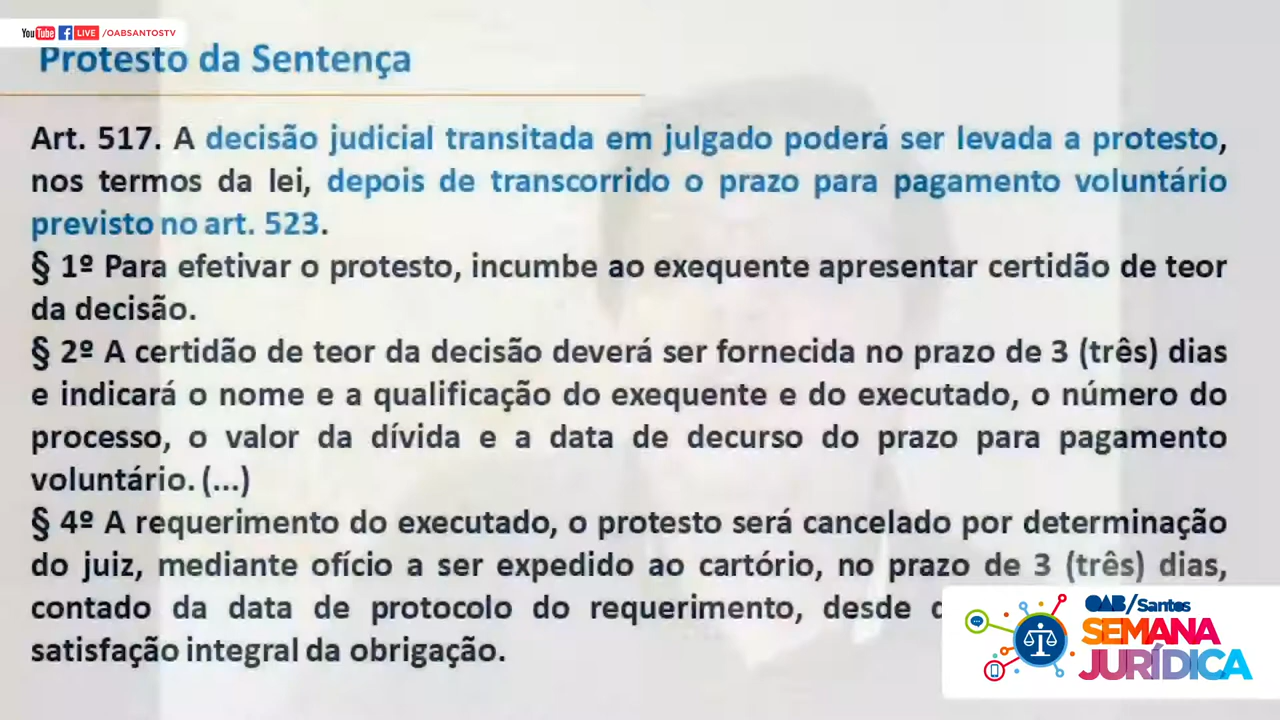 YouTube f LIVE /OABSANTOSTV
Protesto da Sentença
Art. 517. A decisão judicial transitada em julgado poderá ser levada a protesto,
nos termos da lei, depois de transcorrido o prazo para pagamento voluntário
previsto no art. 523.
§ 1º Para efetivar o protesto, incumbe ao exequente apresentar certidão de teor
da decisão.
§ 2º A certidão de teor da decisão deverá ser fornecida no prazo de 3 (três) dias
e indicará o nome e a qualificação do exequente e do executado, o número do
processo, o valor da dívida e a data de decurso do prazo para pagamento
voluntário. (...)
§ 4º A requerimento do executado, o protesto será cancelado por determinação
do juiz, mediante ofício a ser expedido ao cartório, no prazo de 3 (três) dias,
contado da data de protocolo do requerimento, desde
satisfação integral da obrigação.
OAB/Santos
SEMANA
JURÍDICA